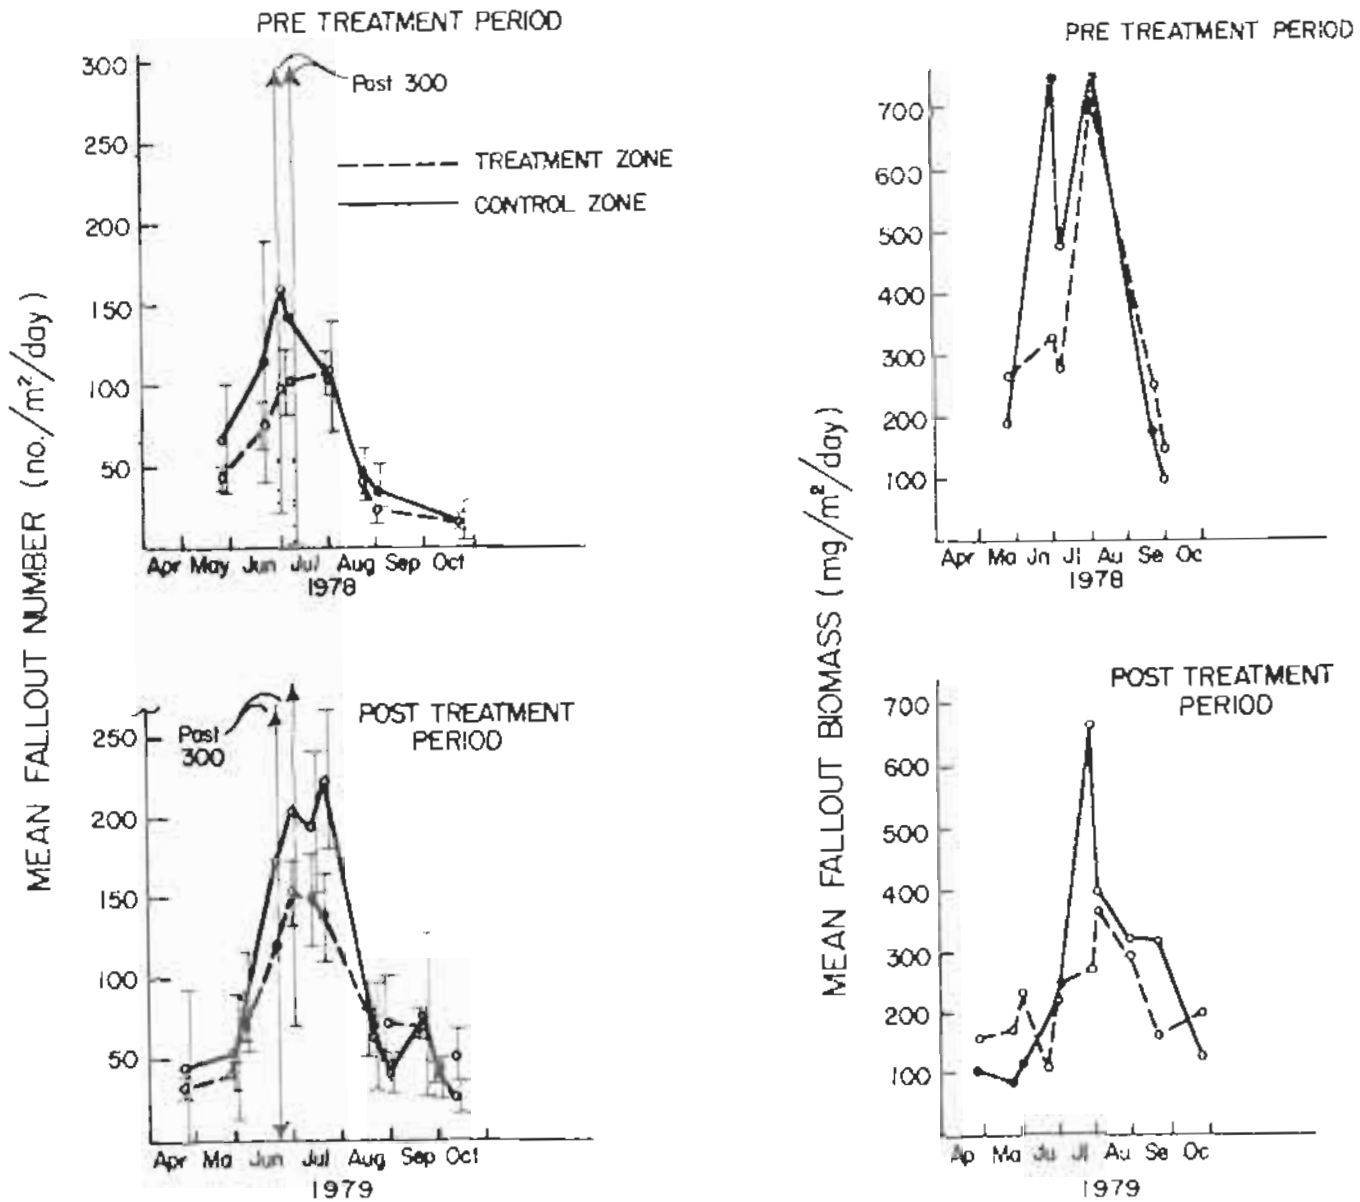 PRE TREATMENT PERIOD
300
Past 300
250
TREATMENT ZONE
CONTROL ZONE
200
150
100
50
Apr May Jun Jul Aug Sep Oct
1978
MEAN FALLOUT NUMBER (no./m²/day)
POST TREATMENT
PERIOD
Past
300
250
200
150
100
50
Apr Ma Jun Jul Aug Sep Oct
1979
PRE TREATMENT PERIOD
700
600
500
400
300
200
100
Apr Ma Jn Jl Au Se Oc
1978
MEAN FALLOUT BIOMASS (mg/m²/day)
POST TREATMENT
PERIOD
700
600
500
400
300
200
100
Ap Ma Ju Jl Au Se Oc
1979